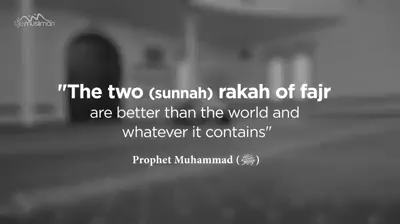 "The two (sunnah) rakah of fajr
are better than the world and
whatever it contains"
Prophet Muhammad (ﷺ)